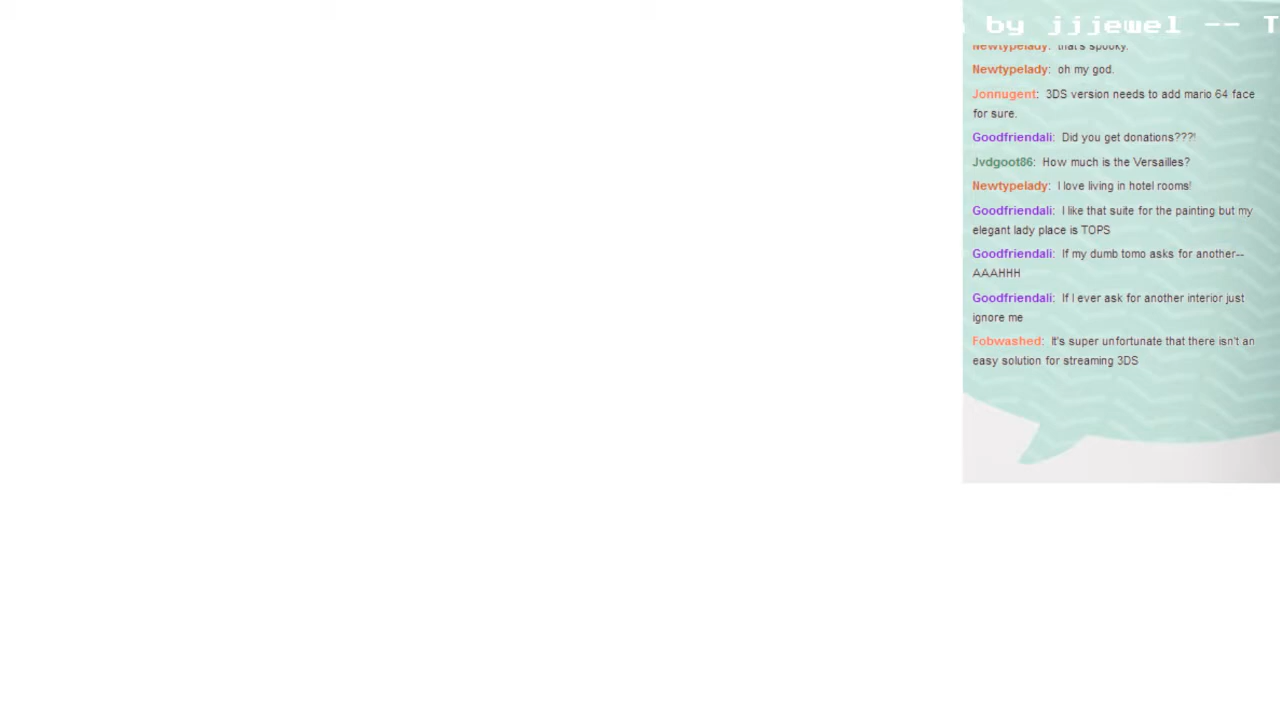 by jjjewel -- T
Newtypelady: that's spooky.
Newtypelady: oh my god.
Jonnugent: 3DS version needs to add mario 64 face
for sure.
Goodfriendali: Did you get donations???!
Jvdgoot86: How much is the Versailles?
Newtypelady: I love living in hotel rooms!
Goodfriendali: I like that suite for the painting but my
elegant lady place is TOPS
Goodfriendali: If my dumb tomo asks for another--
AAAHHH
Goodfriendali: If I ever ask for another interior just
ignore me
Fobwashed: It's super unfortunate that there isn't an
easy solution for streaming 3DS